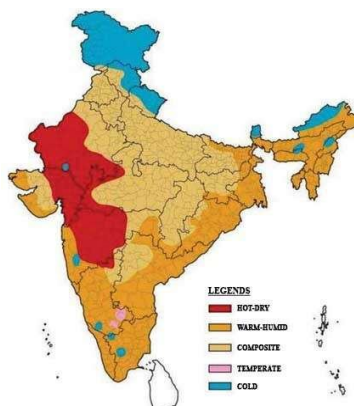 LEGENDS
HOT-DRY
WARM-HUMID
COMPOSITE
TEMPERATE
COLD